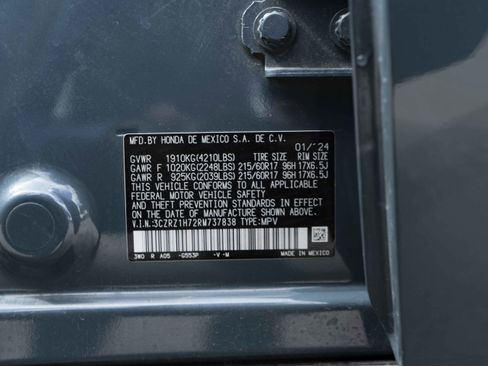 MFD.BY HONDA DE MEXICO S.A. DE C.V.
01/'24
GVWR 1910KG(4210LBS) TIRE SIZE RIM SIZE
GAWR F 1020KG(2248LBS) 215/60R17 96H 17X6.5J
GAWR R 925KG(2039LBS) 215/60R17 96H 17X6.5J
THIS VEHICLE CONFORMS TO ALL APPLICABLE
FEDERAL MOTOR VEHICLE SAFETY
AND THEFT PREVENTION STANDARDS IN EFFECT
ON THE DATE OF MANUFACTURE SHOWN ABOVE.
V.I.N:3CZRZ1H72RM737838 TYPE:MPV
3WO R A05 -G553P -V -M MADE IN MEXICO